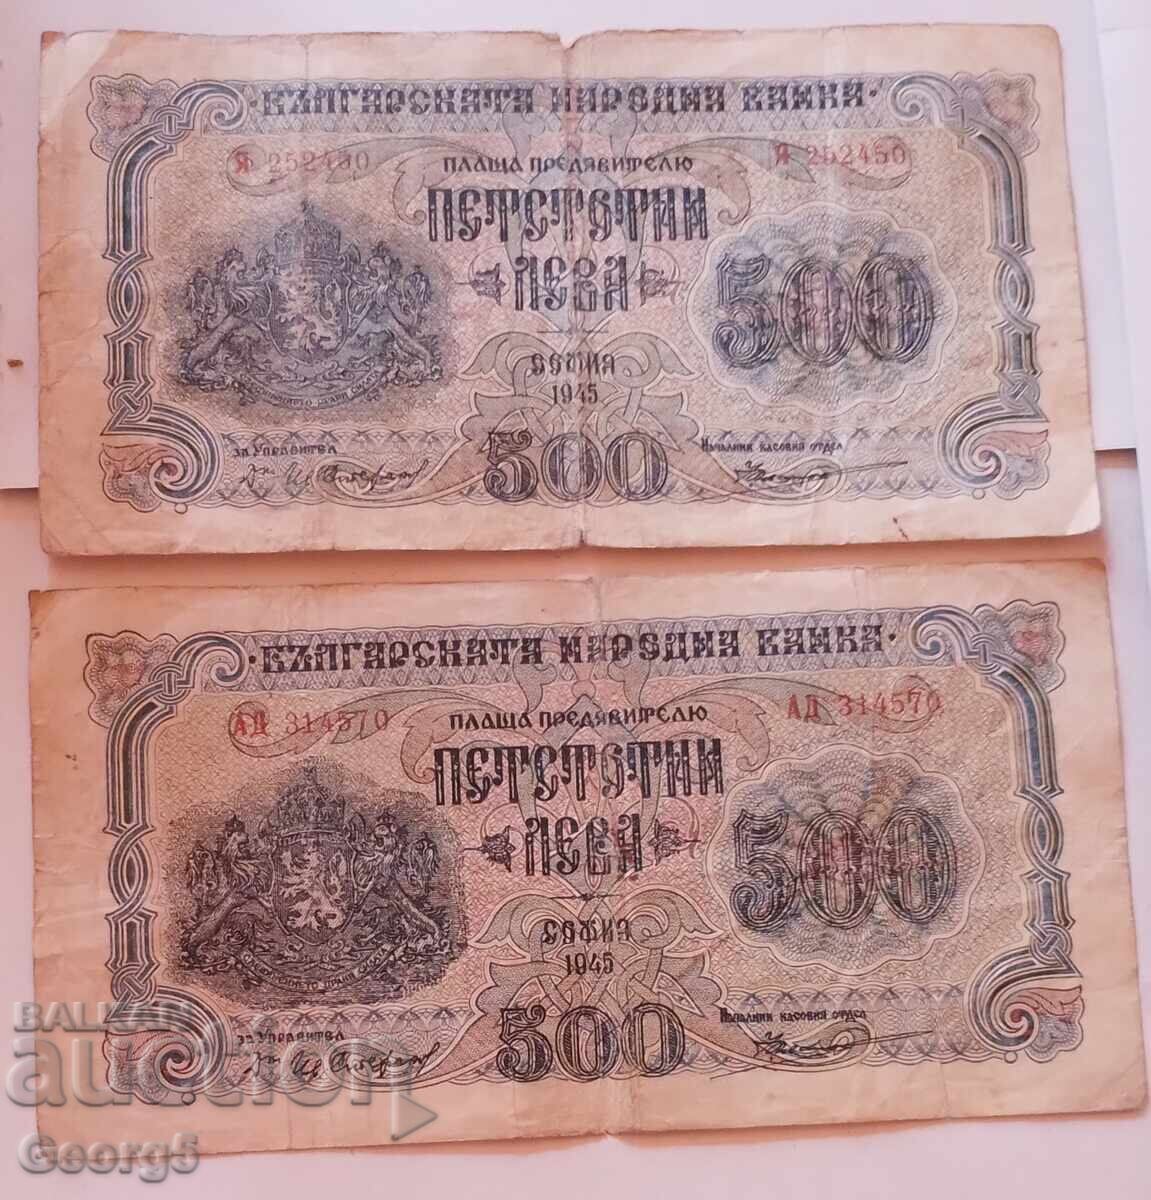 БЪЛГАРСКАТА НАРОДНА БАНКА
Я 252450
ПЛАЩА ПРЕДЯВИТЕЛЮ
Я 252450
ПЕТСТОТИН
ЛЕВА
500
СОФИЯ
1945
за Управител
500
Началник касовия отдел
БЪЛГАРСКАТА НАРОДНА БАНКА
АД 314570
ПЛАЩА ПРЕДЯВИТЕЛЮ
АД 314570
ПЕТСТОТИН
ЛЕВА
500
СОФИЯ
1945
за Управител
500
Началник касовия отдел
BALKAN
auction
Georg5